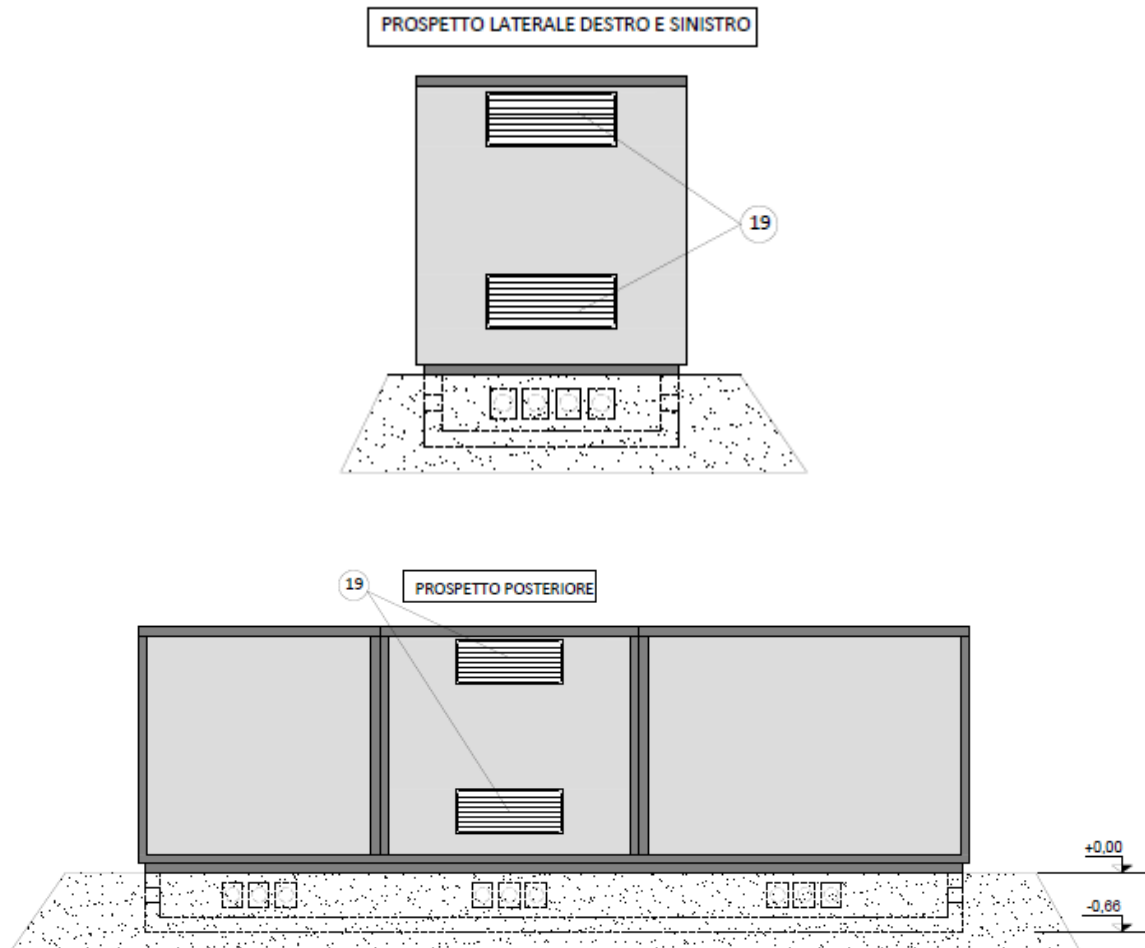 PROSPETTO LATERALE DESTRO E SINISTRO
19
19
PROSPETTO POSTERIORE
+0,00
-0,66